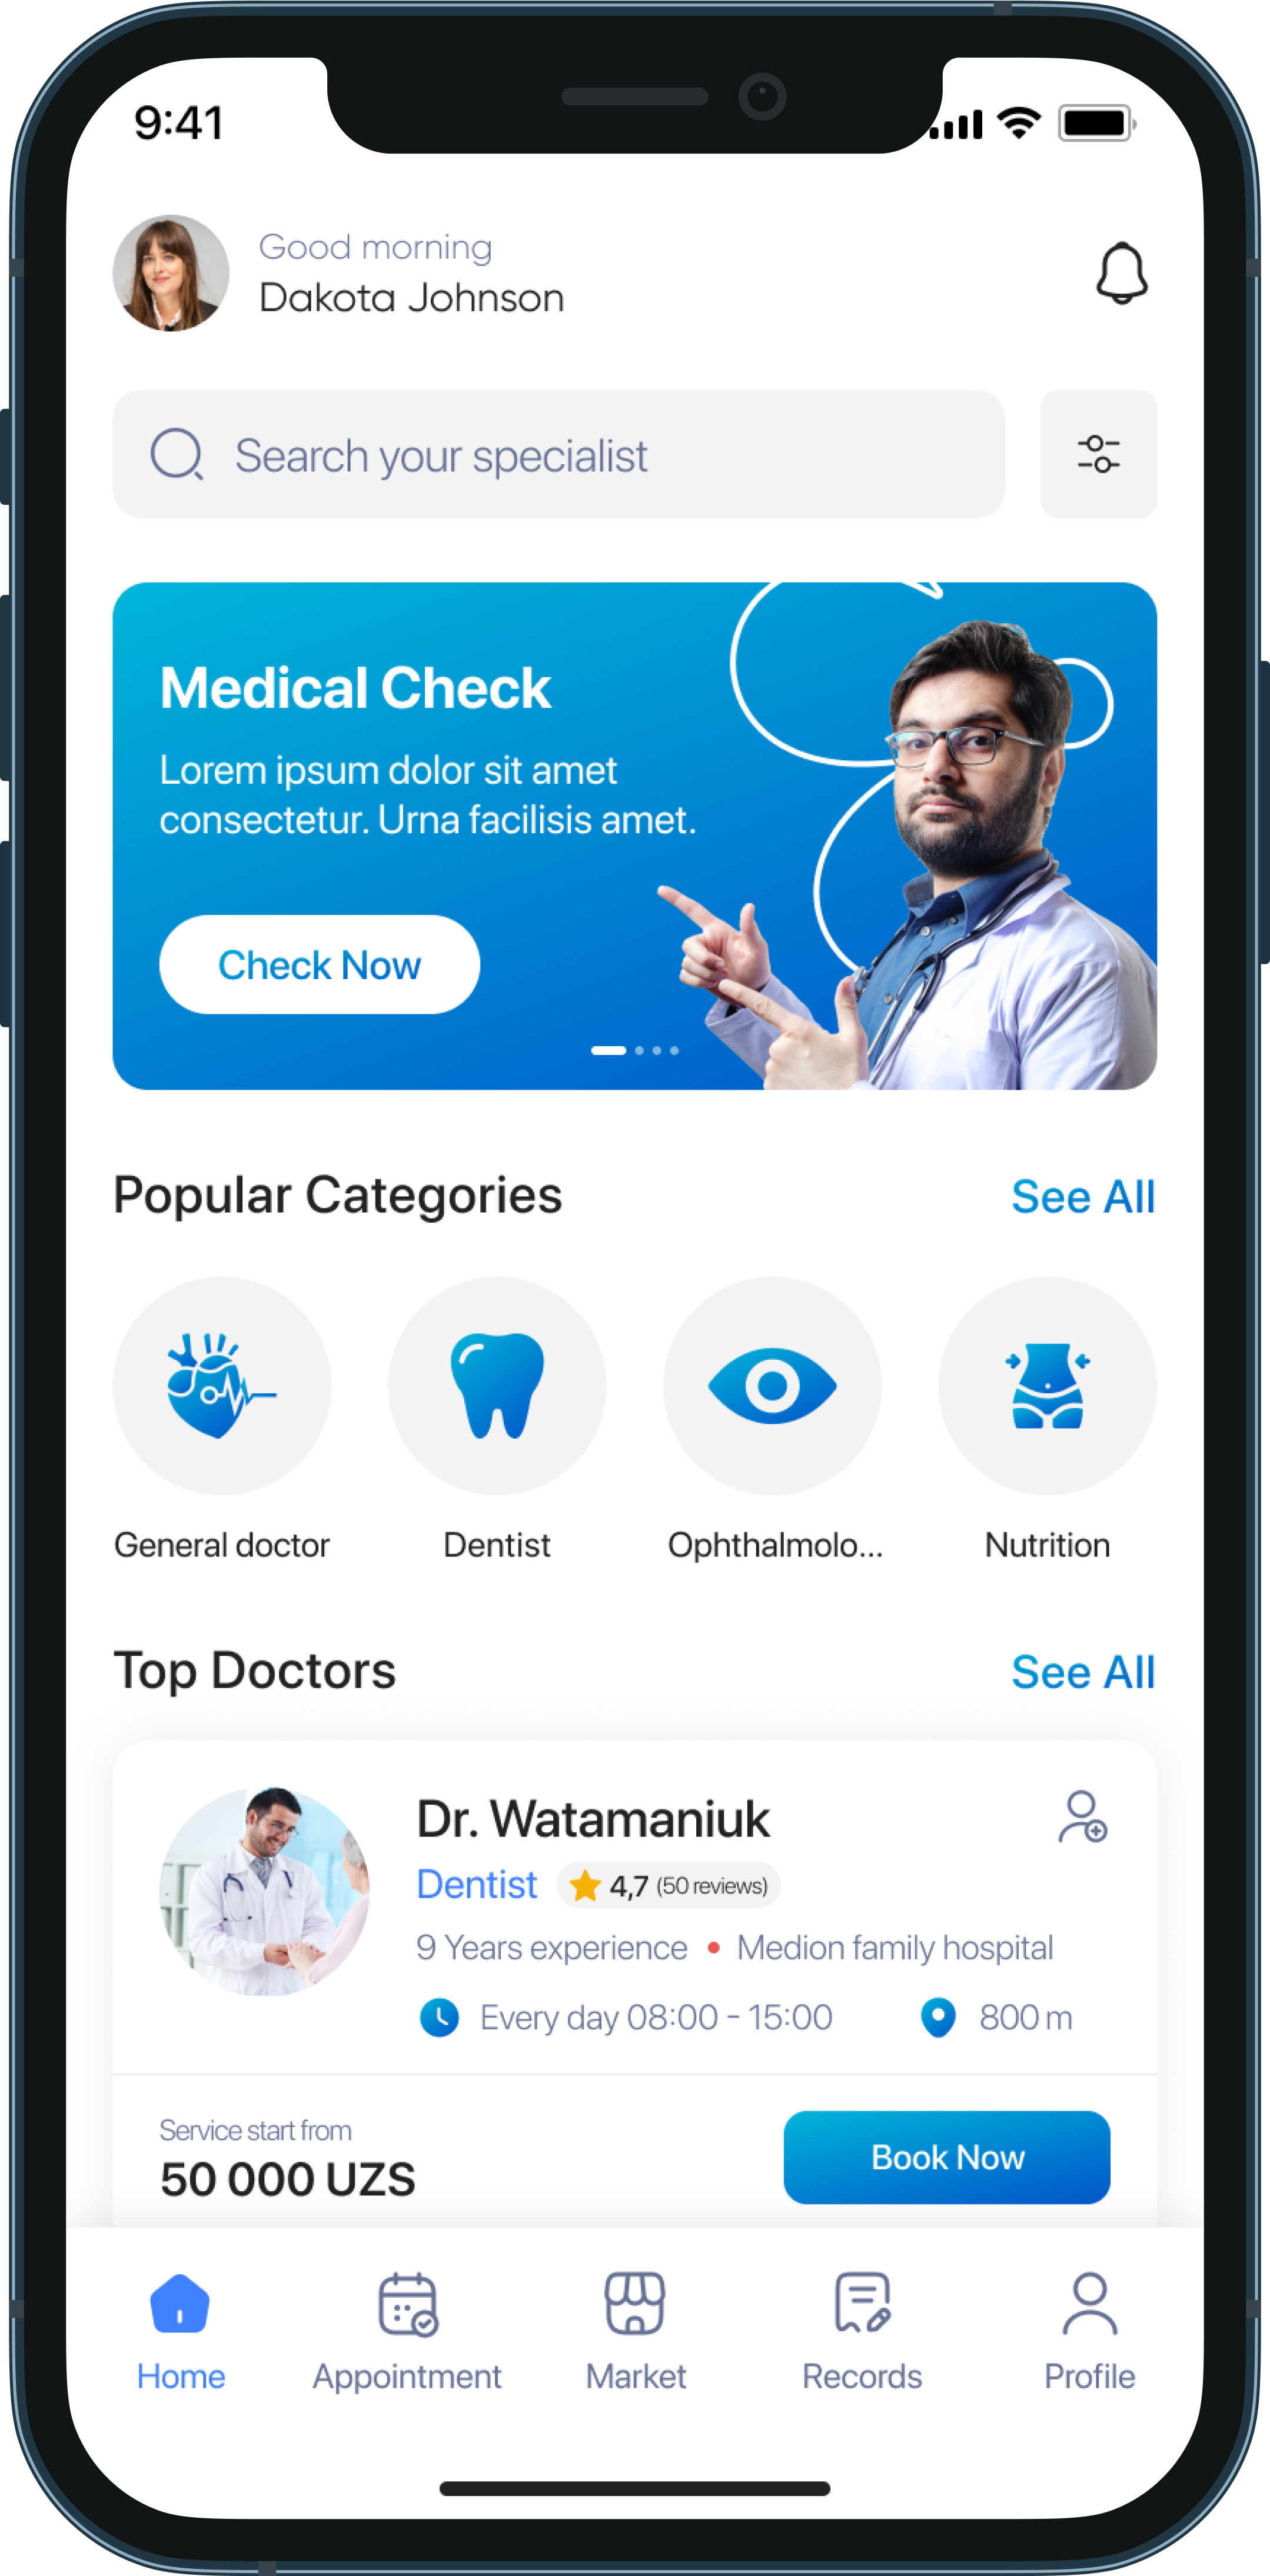 9:41
Good morning
Dakota Johnson
Search your specialist
Medical Check
Lorem ipsum dolor sit amet
consectetur. Urna facilisis amet.
Check Now
Popular Categories
See All
General doctor
Dentist
Ophthalmolo...
Nutrition
Top Doctors
See All
Dr. Watamaniuk
Dentist
4,7 (50 reviews)
9 Years experience • Medion family hospital
Every day 08:00 - 15:00
800 m
Service start from
50 000 UZS
Book Now
Home
Appointment
Market
Records
Profile